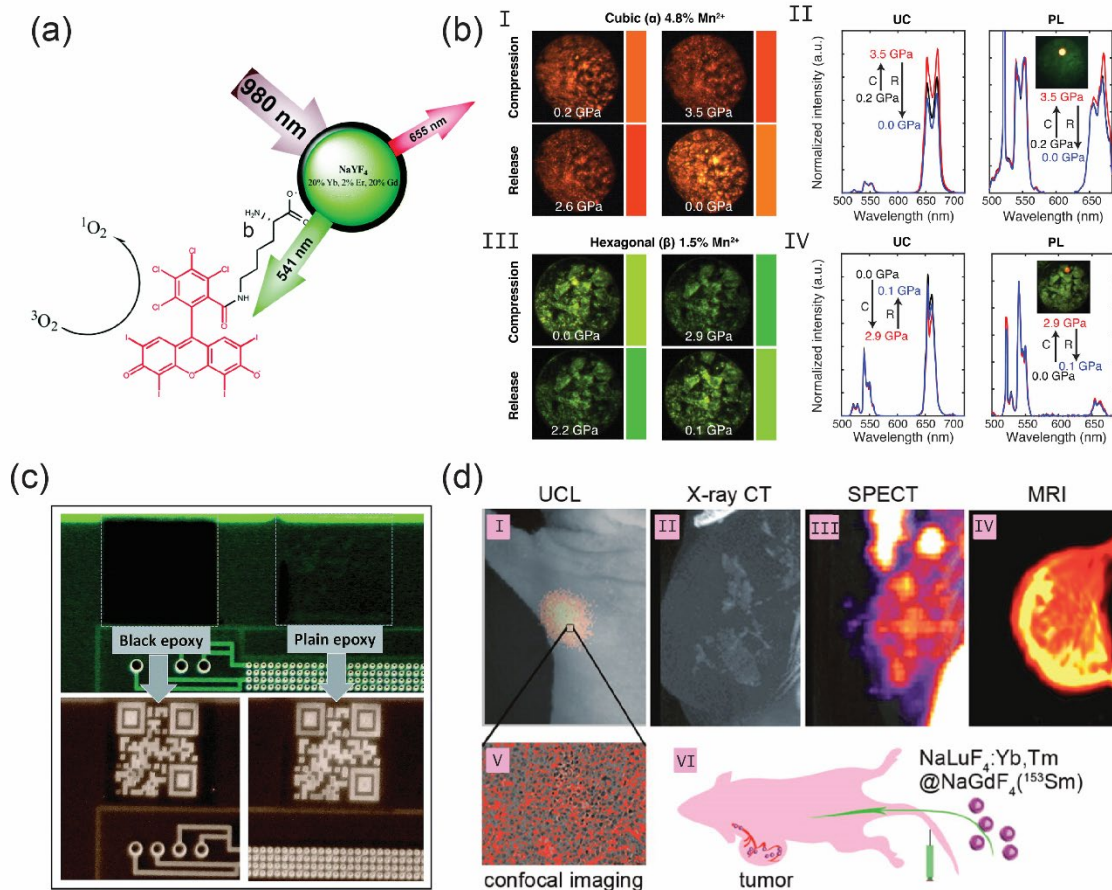 (a)
980 nm
655 nm
NaYF₄
20% Yb, 2% Er, 20% Gd
541 nm
H₂N
O
O⁻
b
¹O₂
³O₂
Cl
Cl
Cl
Cl
NH
O
I
I
O
O
O⁻
I
I
(b)
I
Cubic (α) 4.8% Mn²⁺
Compression
0.2 GPa
3.5 GPa
Release
2.6 GPa
0.0 GPa
II
UC
PL
Normalized intensity (a.u.)
3.5 GPa
C
R
0.2 GPa
0.0 GPa
3.5 GPa
C
R
0.2 GPa
0.0 GPa
500 550 600 650 700
Wavelength (nm)
500 550 600 650
Wavelength (nm)
III
Hexagonal (β) 1.5% Mn²⁺
Compression
0.0 GPa
2.9 GPa
Release
2.2 GPa
0.1 GPa
IV
UC
PL
Normalized intensity (a.u.)
0.0 GPa
0.1 GPa
C
R
2.9 GPa
2.9 GPa
C
R
0.0 GPa
0.1 GPa
500 550 600 650 700
Wavelength (nm)
500 550 600 650
Wavelength (nm)
(c)
Black epoxy
Plain epoxy
(d)
UCL
X-ray CT
SPECT
MRI
I
II
III
IV
V
confocal imaging
VI
NaLuF₄:Yb,Tm
@NaGdF₄(¹⁵³Sm)
tumor